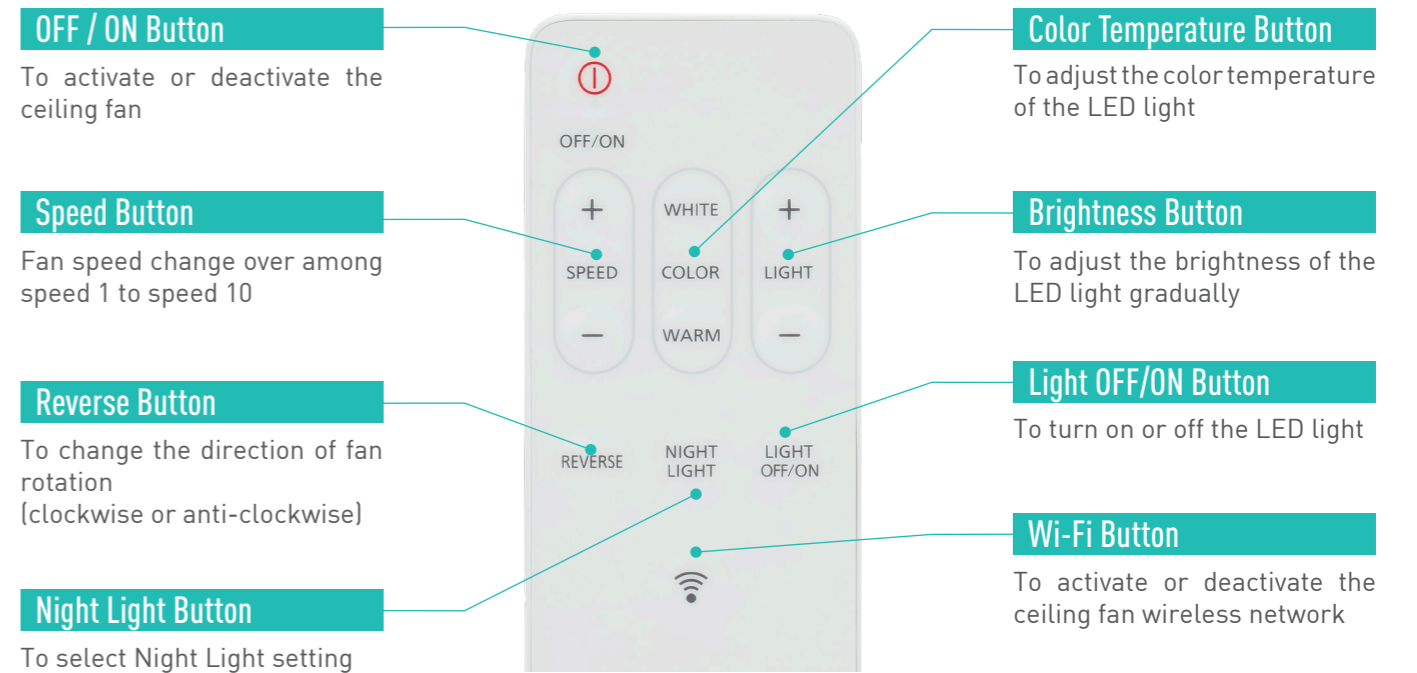 OFF / ON Button
To activate or deactivate the
ceiling fan
Speed Button
Fan speed change over among
speed 1 to speed 10
Reverse Button
To change the direction of fan
rotation
(clockwise or anti-clockwise)
Night Light Button
To select Night Light setting
OFF/ON
+
SPEED
−
WHITE
COLOR
WARM
+
LIGHT
−
REVERSE
NIGHT
LIGHT
LIGHT
OFF/ON
Color Temperature Button
To adjust the color temperature
of the LED light
Brightness Button
To adjust the brightness of the
LED light gradually
Light OFF/ON Button
To turn on or off the LED light
Wi-Fi Button
To activate or deactivate the
ceiling fan wireless network